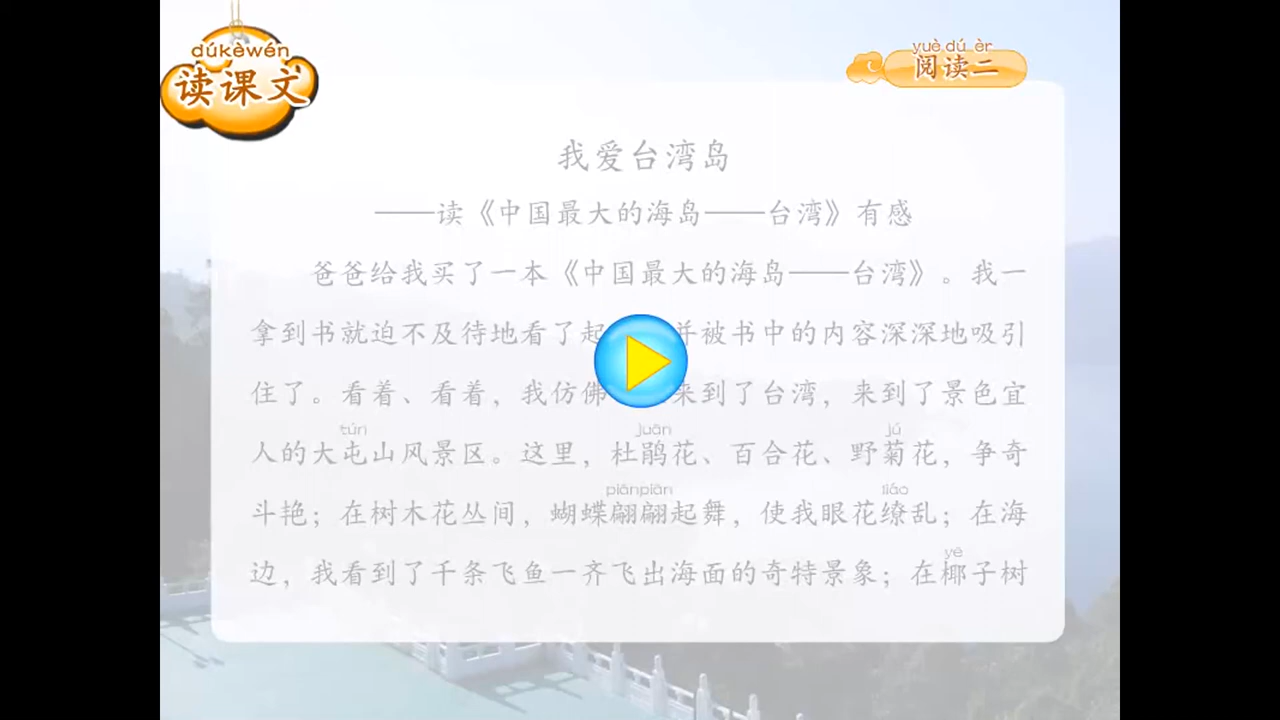 dúkèwén
读课文
yuè dú èr
阅读二
我爱台湾岛
——读《中国最大的海岛——台湾》有感
爸爸给我买了一本《中国最大的海岛——台湾》。我一
拿到书就迫不及待地看了起 并被书中的内容深深地吸引
住了。看着、看着，我仿佛 来到了台湾，来到了景色宜
tún juān jú
人的大屯山风景区。这里，杜鹃花、百合花、野菊花，争奇
piānpiān liáo
斗艳；在树木花丛间，蝴蝶翩翩起舞，使我眼花缭乱；在海
yē
边，我看到了千条飞鱼一齐飞出海面的奇特景象；在椰子树